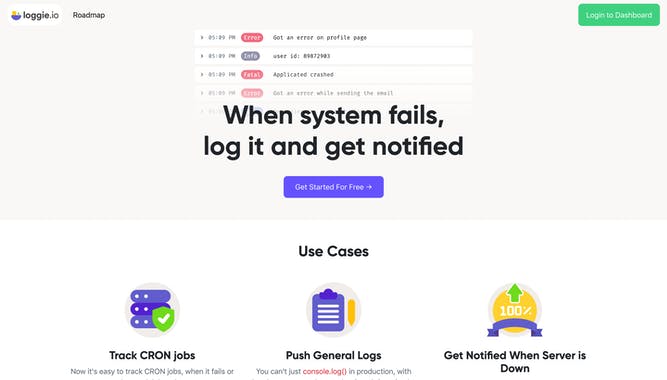 loggie.io
Roadmap
Login to Dashboard
05:09 PM Error Got an error on profile page
05:09 PM Info user id: 89872903
05:09 PM Fatal Applicated crashed
05:09 PM Error Got an error while sending the email
When system fails,
log it and get notified
Get Started For Free →
Use Cases
100%
Track CRON jobs
Now it's easy to track CRON jobs, when it fails or
Push General Logs
You can't just console.log() in production, with
Get Notified When Server is
Down